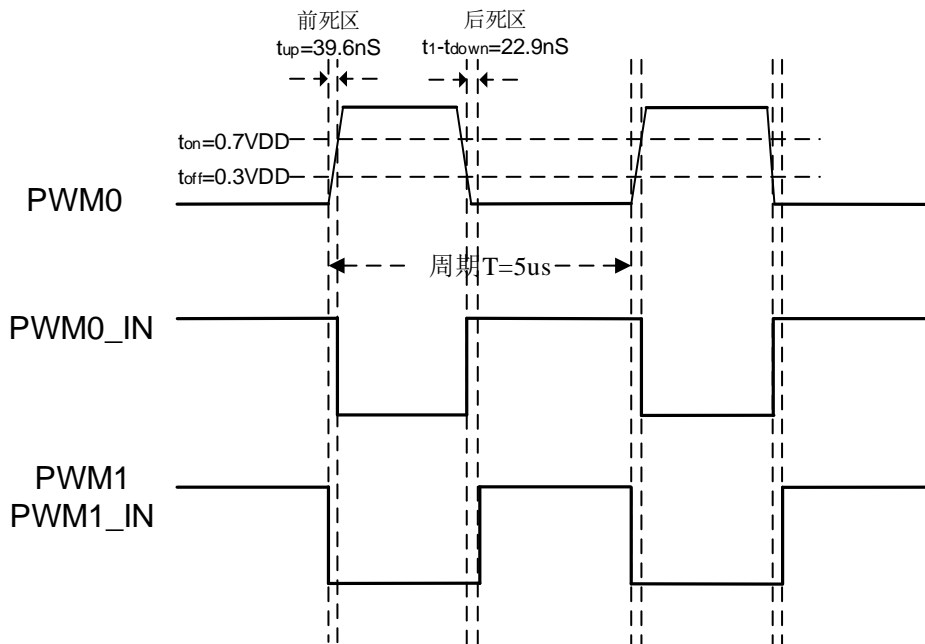 前死区
tup=39.6nS
后死区
t1-tdown=22.9nS
ton=0.7VDD
toff=0.3VDD
PWM0
周期T=5us
PWM0_IN
PWM1
PWM1_IN